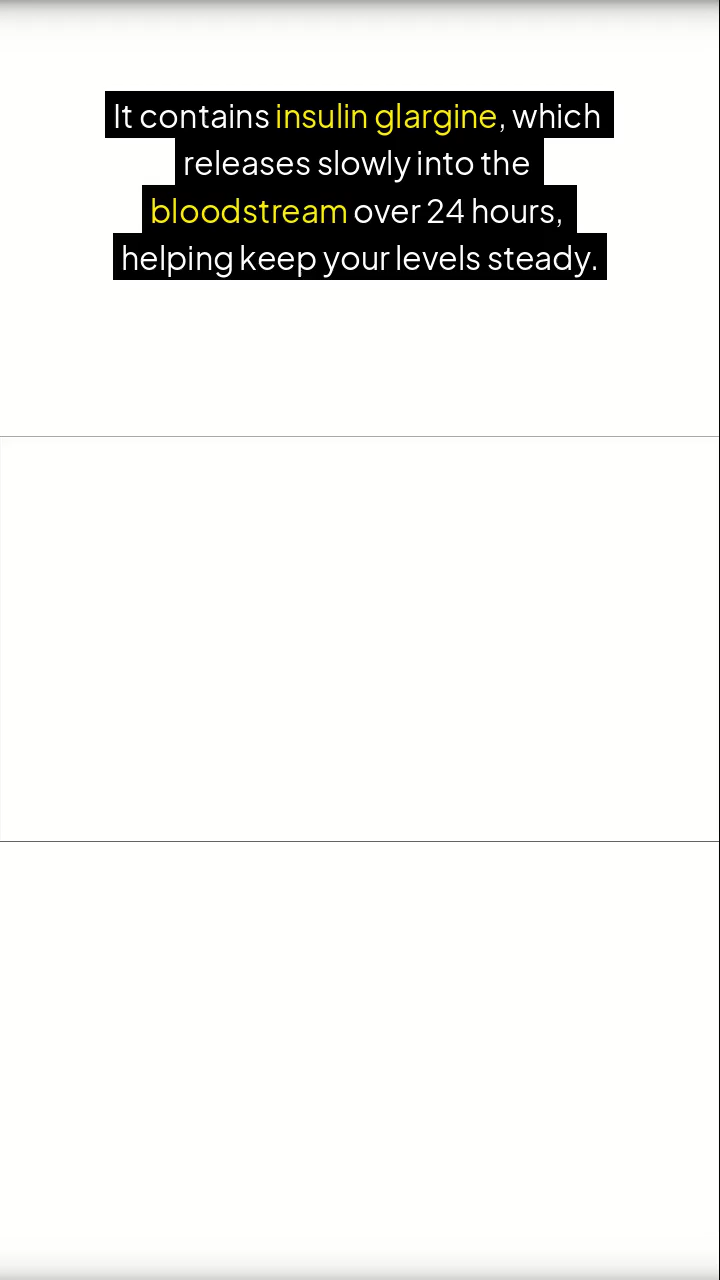 It contains insulin glargine, which
releases slowly into the
bloodstream over 24 hours,
helping keep your levels steady.